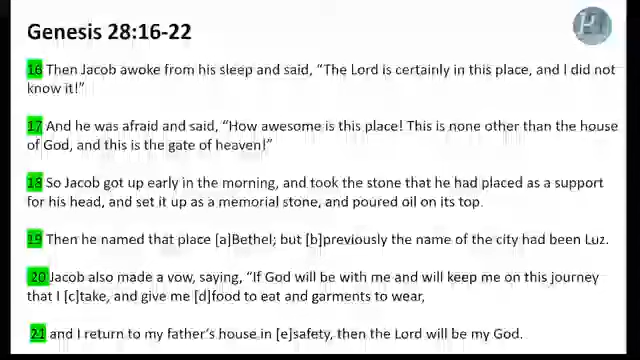 Genesis 28:16-22
16 Then Jacob awoke from his sleep and said, “The Lord is certainly in this place, and I did not
know it!”
17 And he was afraid and said, “How awesome is this place! This is none other than the house
of God, and this is the gate of heaven!”
18 So Jacob got up early in the morning, and took the stone that he had placed as a support
for his head, and set it up as a memorial stone, and poured oil on its top.
19 Then he named that place [a]Bethel; but [b]previously the name of the city had been Luz.
20 Jacob also made a vow, saying, “If God will be with me and will keep me on this journey
that I [c]take, and give me [d]food to eat and garments to wear,
21 and I return to my father’s house in [e]safety, then the Lord will be my God.